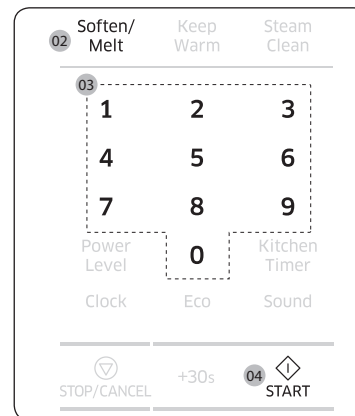 Soften/ Keep Steam
02 Melt Warm Clean
03
1 2 3
4 5 6
7 8 9
Power Kitchen
Level 0 Timer
Clock Eco Sound
STOP/CANCEL +30s 04 START